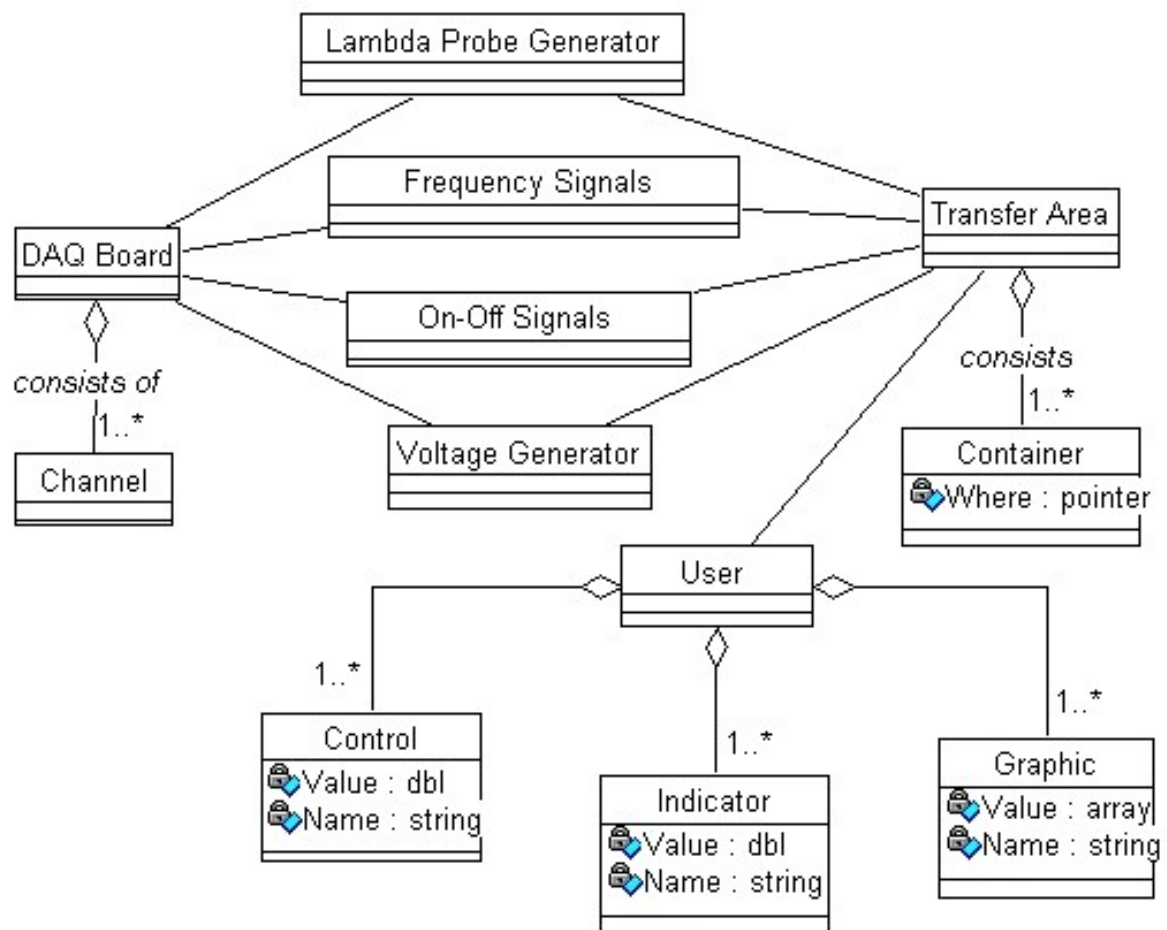 Lambda Probe Generator
Frequency Signals
Transfer Area
DAQ Board
On-Off Signals
consists of
consists
1..*
1..*
Voltage Generator
Container
Where : pointer
Channel
User
1..*
1..*
1..*
Control
Value : dbl
Name : string
Indicator
Value : dbl
Name : string
Graphic
Value : array
Name : string